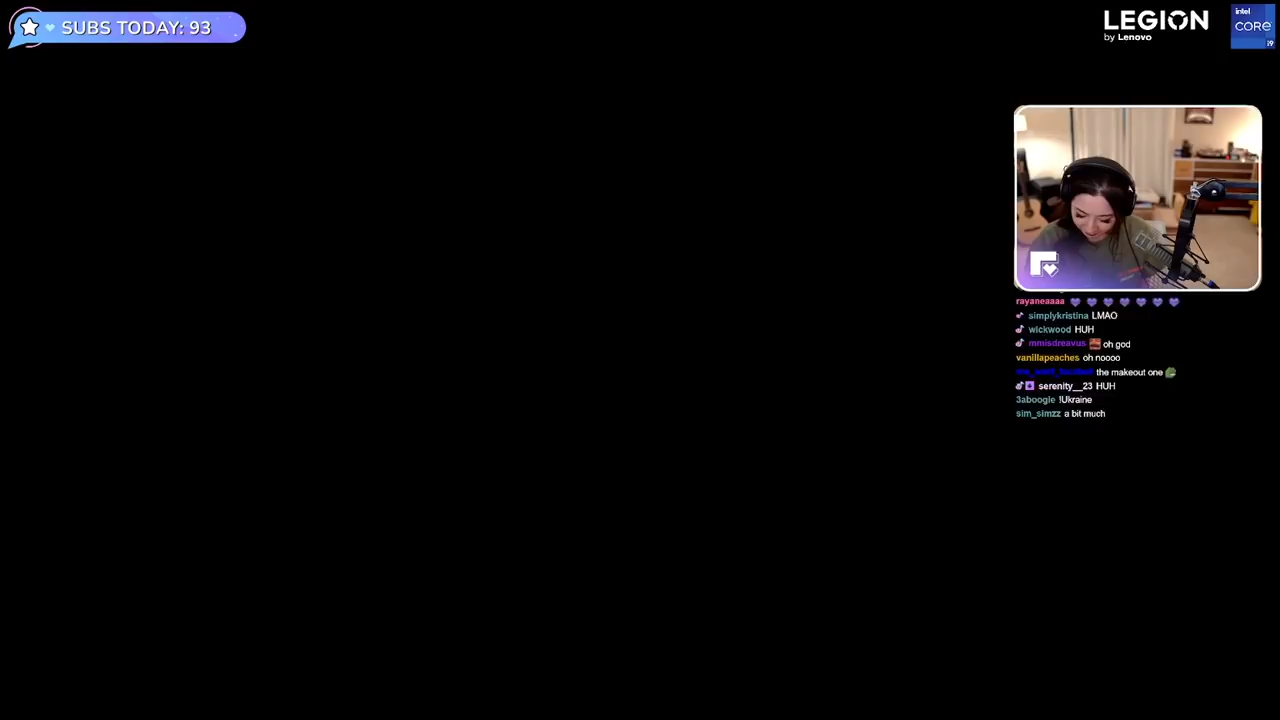 SUBS TODAY: 93
LEGION
by Lenovo
intel
CORE
i9
rayaneaaaa
simplykristina LMAO
wickwood HUH
mmisdreavus oh god
vanillapeaches oh noooo
the makeout one
serenity__23 HUH
3aboogle !Ukraine
sim_simzz a bit much